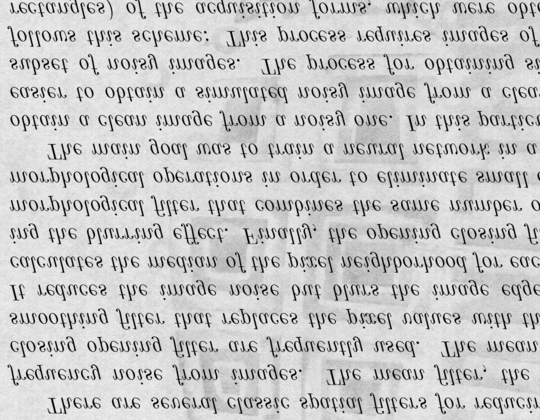 There are several classic spatial filters for reducin
frequency noise from images. The mean filter, the
closing opening filter are frequently used. The mean
smoothing filter that replaces the pixel values with th
It reduces the image noise but blurs the image edge
calculates the median of the pixel neighborhood for eac
ing the blurring effect. Finally, the opening closing fi
morphological filter that combines the same number o
morphological operations in order to eliminate small
The main goal was to train a neural network in a
obtain a clean image from a noisy one. In this partic
easier to obtain a simulated noisy image from a clea
subset of noisy images. The process for obtaining si
follows this scheme: This process requires images of
rectangles) of the acquisition forms, which were obt